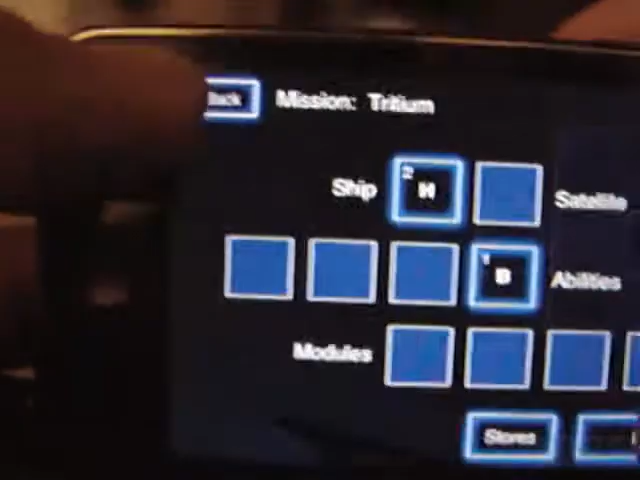 Back Mission: Tritium
Ship 2 H Satellite
1 B Abilities
Modules
Stores